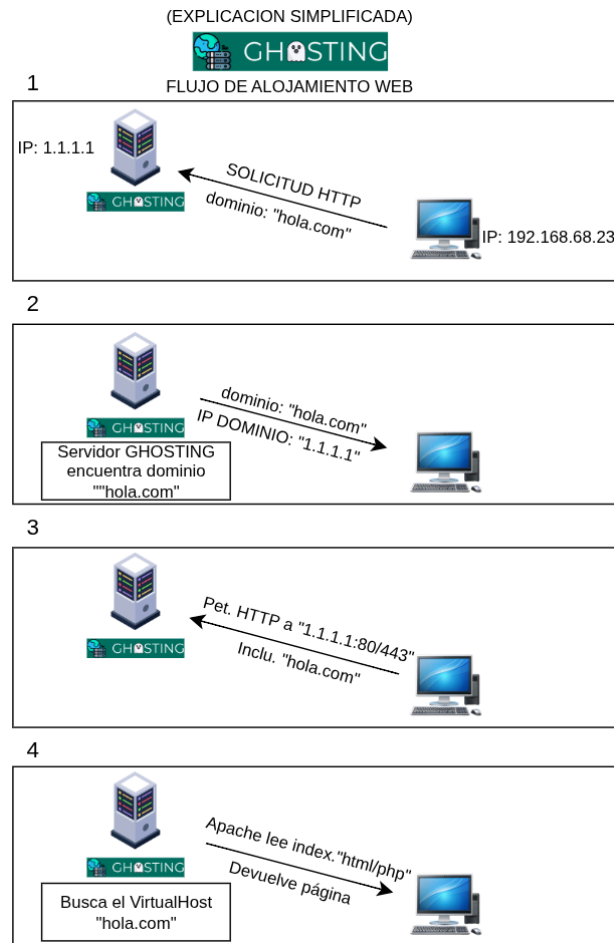 (EXPLICACION SIMPLIFICADA)
GHOSTING
FLUJO DE ALOJAMIENTO WEB
1
IP: 1.1.1.1
GHOSTING
SOLICITUD HTTP
dominio: "hola.com"
IP: 192.168.68.23
2
GHOSTING
Servidor GHOSTING
encuentra dominio
""hola.com"
dominio: "hola.com"
IP DOMINIO: "1.1.1.1"
3
GHOSTING
Pet. HTTP a "1.1.1.1:80/443"
Inclu. "hola.com"
4
GHOSTING
Busca el VirtualHost
"hola.com"
Apache lee index."html/php"
Devuelve página